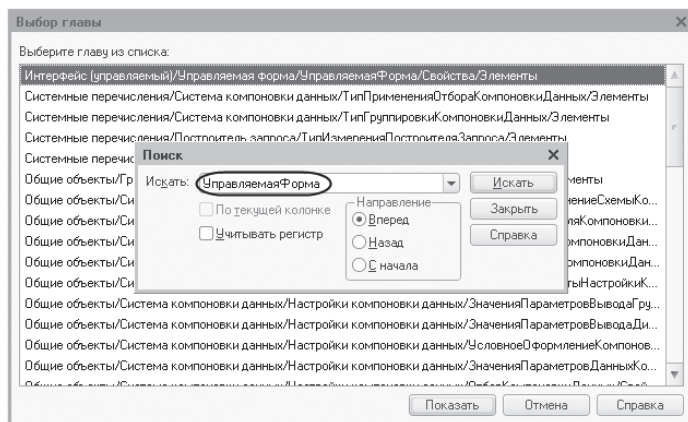 Выбор главы
Выберите главу из списка:
Интерфейс (управляемый)/Управляемая форма/УправляемаяФорма/Свойства/Элементы
Системные перечисления/Система компоновки данных/ТипПримененияОтбораКомпоновкиДанных/Элементы
Системные перечисления/Система компоновки данных/ТипГруппировкиКомпоновкиДанных/Элементы
Системные перечисления/Построитель запроса/ТипИзмеренияПостроителяЗапроса/Элементы
Системные перечис
Поиск
Искать: УправляемаяФорма
Искать
По текущей колонке
Учитывать регистр
Направление
Вперед
Назад
С начала
Закрыть
Справка
Общие объекты/Гр
менты
Общие объекты/Си
нениеСхемыКо...
Общие объекты/Си
ляКомпоновки...
Общие объекты/Си
омпоновкиДан...
Общие объекты/Си
омпоновкиДан...
Общие объекты/Си
тыНастройкиК...
Общие объекты/Система компоновки данных/Настройки компоновки данных/ЗначенияПараметровВыводаГру...
Общие объекты/Система компоновки данных/Настройки компоновки данных/ЗначенияПараметровВыводаДи...
Общие объекты/Система компоновки данных/Настройки компоновки данных/УсловноеОформлениеКомпонов...
Общие объекты/Система компоновки данных/Настройки компоновки данных/ЗначенияПараметровДанныхКо...
Показать
Отмена
Справка